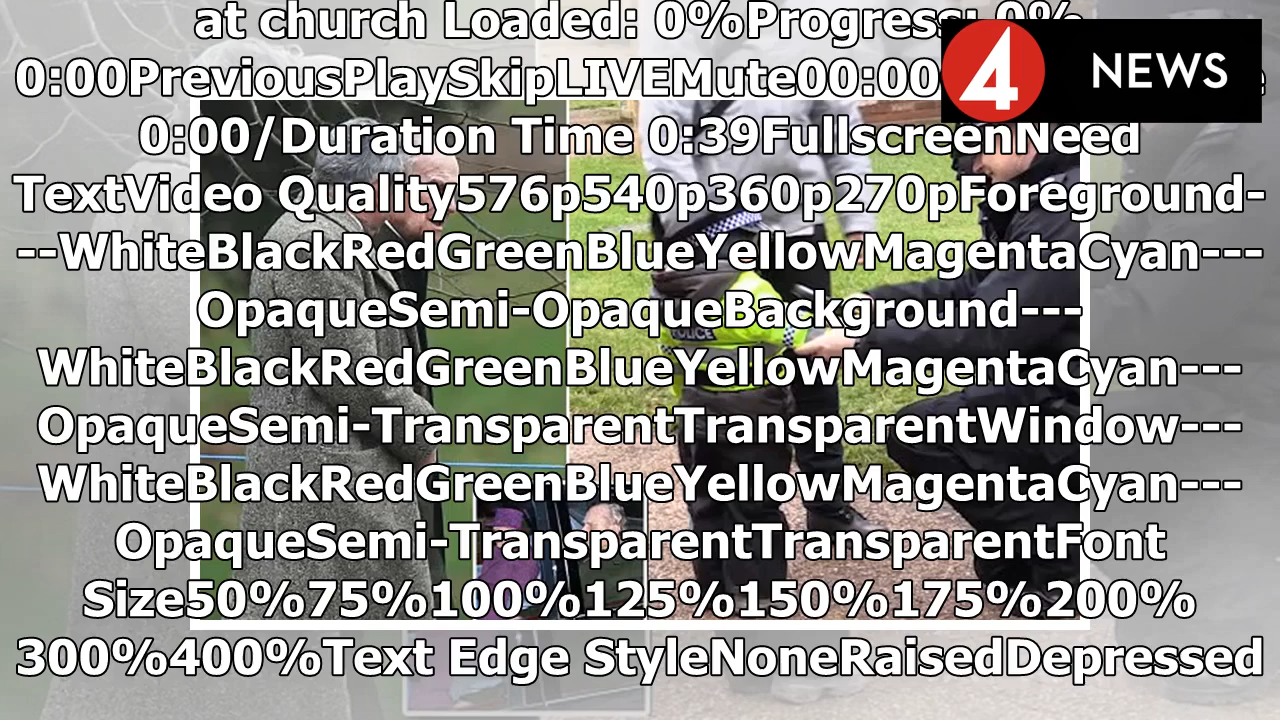 at church Loaded: 0%Progress: 0%
0:00PreviousPlaySkipLIVEMute00:00
4 NEWS
0:00/Duration Time 0:39FullscreenNeed
TextVideo Quality576p540p360p270pForeground-
--WhiteBlackRedGreenBlueYellowMagentaCyan---
OpaqueSemi-OpaqueBackground---
WhiteBlackRedGreenBlueYellowMagentaCyan---
OpaqueSemi-TransparentTransparentWindow---
WhiteBlackRedGreenBlueYellowMagentaCyan---
OpaqueSemi-TransparentTransparentFont
Size50%75%100%125%150%175%200%
300%400%Text Edge StyleNoneRaisedDepressed
POLICE